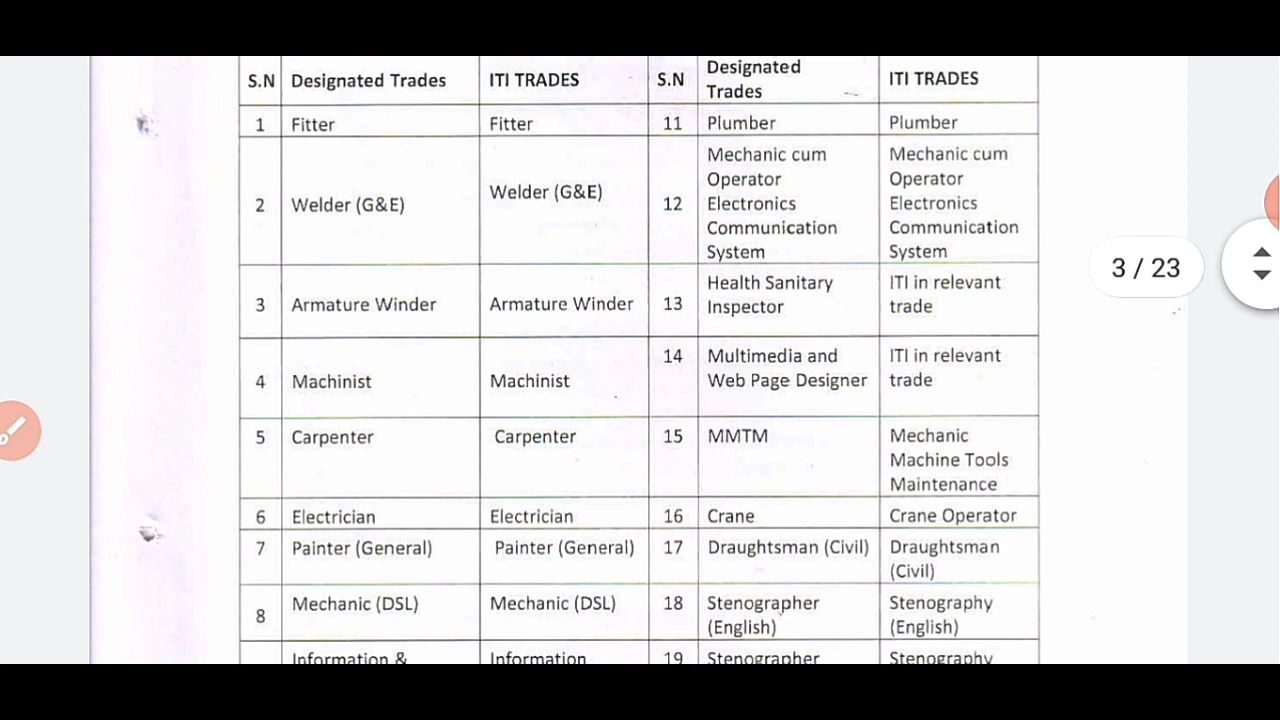 S.N Designated Trades ITI TRADES S.N Designated Trades ITI TRADES
1 Fitter Fitter 11 Plumber Plumber
2 Welder (G&E) Welder (G&E) 12 Mechanic cum Operator Electronics Communication System Mechanic cum Operator Electronics Communication System
3 Armature Winder Armature Winder 13 Health Sanitary Inspector ITI in relevant trade
4 Machinist Machinist 14 Multimedia and Web Page Designer ITI in relevant trade
5 Carpenter Carpenter 15 MMTM Mechanic Machine Tools Maintenance
6 Electrician Electrician 16 Crane Crane Operator
7 Painter (General) Painter (General) 17 Draughtsman (Civil) Draughtsman (Civil)
8 Mechanic (DSL) Mechanic (DSL) 18 Stenographer (English) Stenography (English)
Information & Information 19 Stenographer Stenography
3 / 23